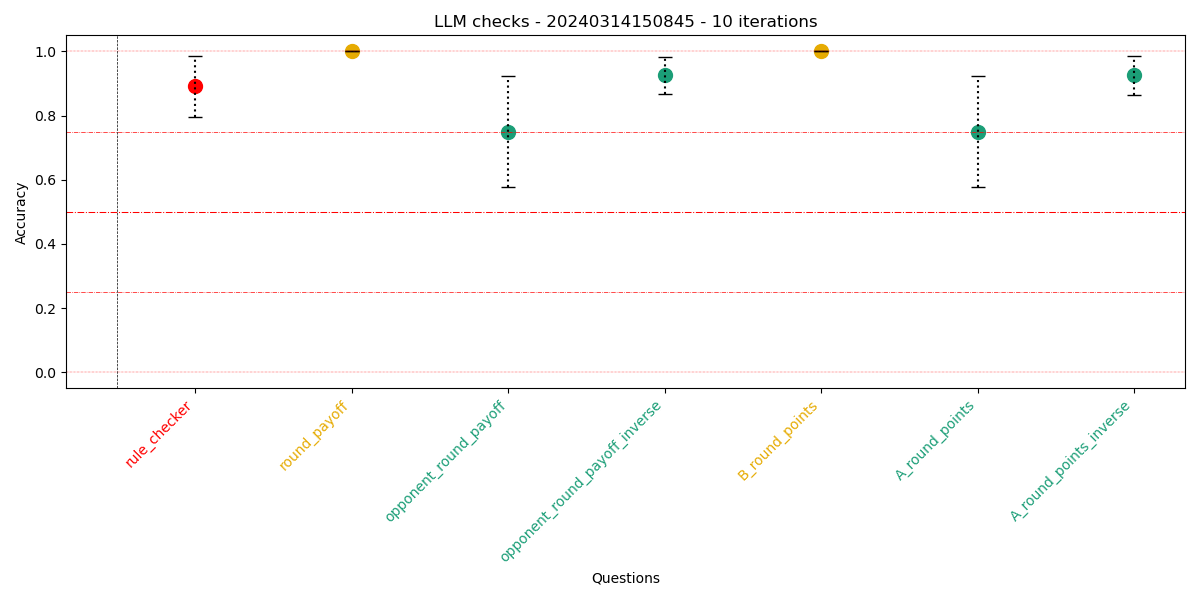 LLM checks - 20240314150845 - 10 iterations
Accuracy
1.0
0.8
0.6
0.4
0.2
0.0
rule_checker
round_payoff
opponent_round_payoff
opponent_round_payoff_inverse
B_round_points
A_round_points
A_round_points_inverse
Questions